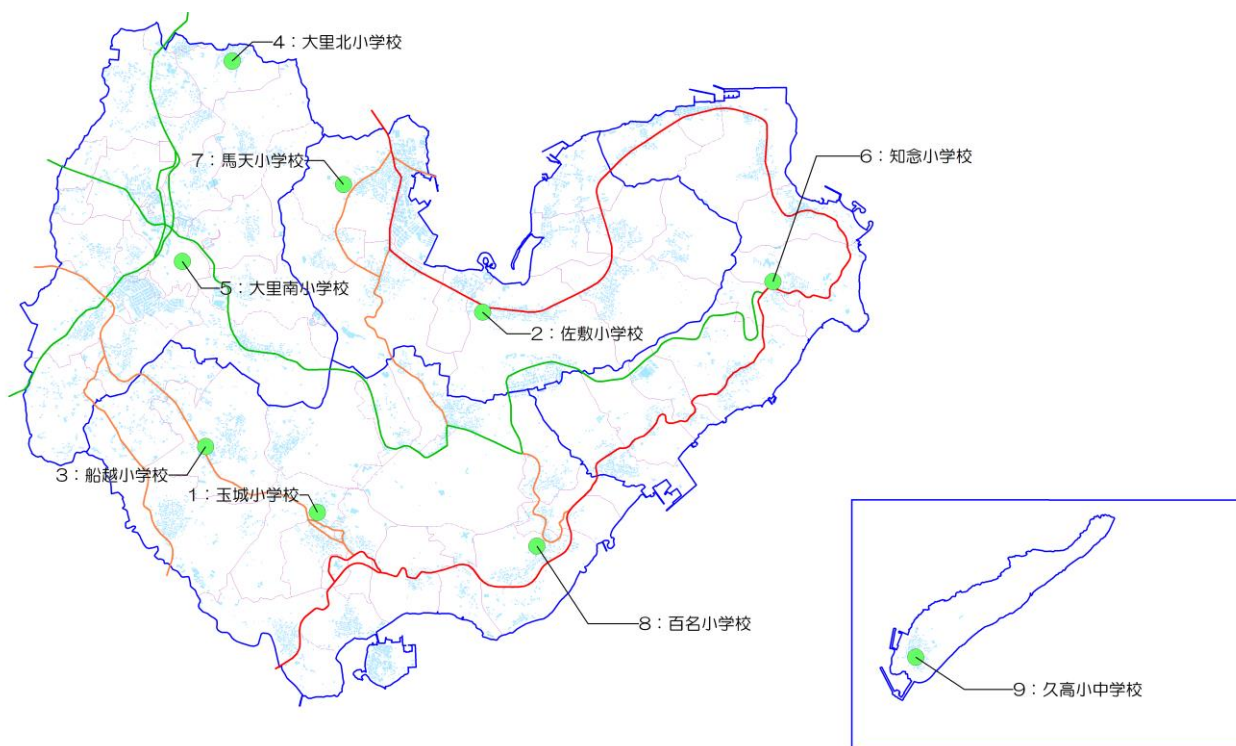 4：大里北小学校
7：馬天小学校
6：知念小学校
5：大里南小学校
2：佐敷小学校
3：船越小学校
1：玉城小学校
8：百名小学校
9：久高小中学校